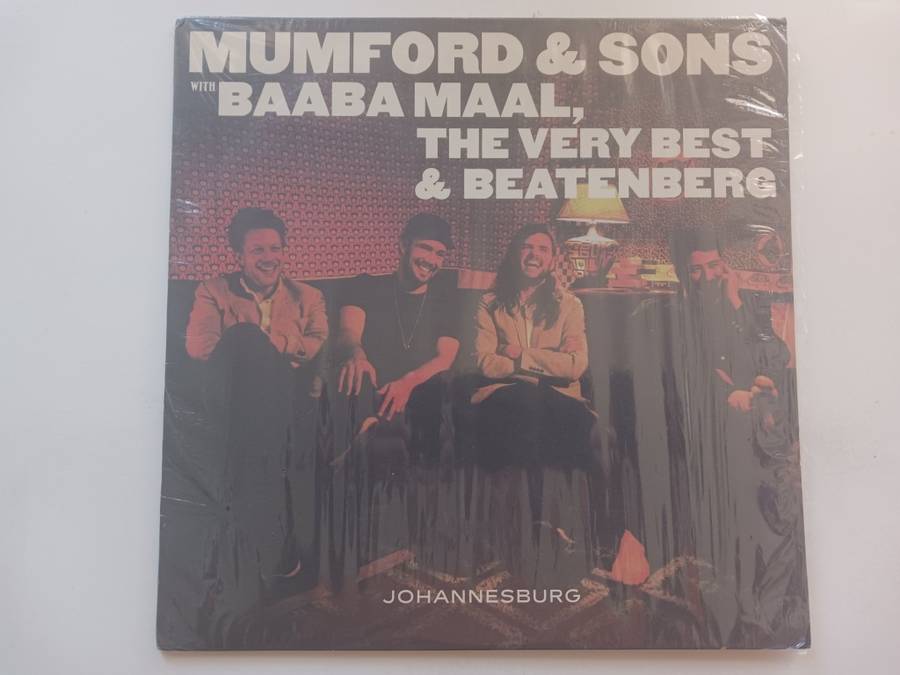 MUMFORD & SONS
WITH BAABA MAAL,
THE VERY BEST
& BEATENBERG
JOHANNESBURG